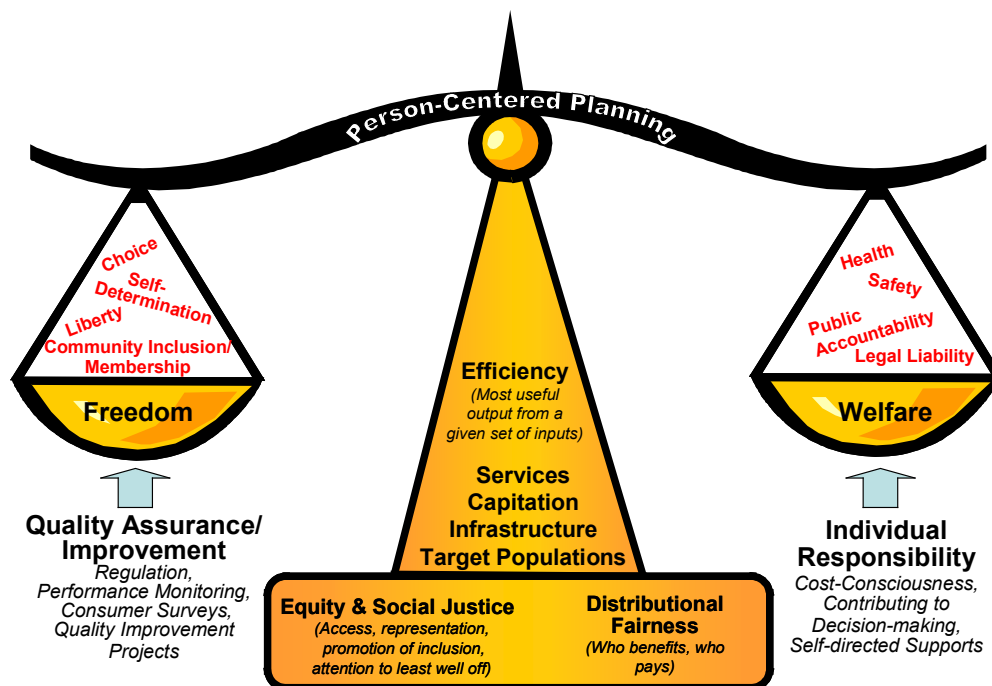 Person-Centered Planning
Choice
Self-
Determination
Liberty
Community Inclusion/
Membership
Freedom
Health
Safety
Public
Accountability
Legal Liability
Welfare
Efficiency
(Most useful
output from a
given set of inputs)
Services
Capitation
Infrastructure
Target Populations
Quality Assurance/
Improvement
Regulation,
Performance Monitoring,
Consumer Surveys,
Quality Improvement
Projects
Individual
Responsibility
Cost-Consciousness,
Contributing to
Decision-making,
Self-directed Supports
Equity & Social Justice
(Access, representation,
promotion of inclusion,
attention to least well off)
Distributional
Fairness
(Who benefits, who
pays)